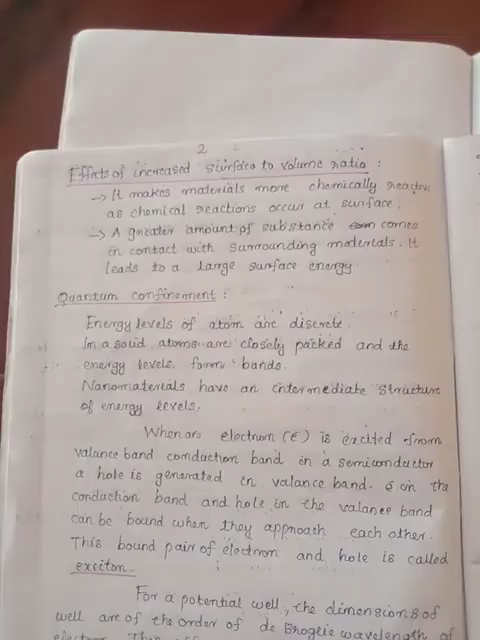 2
Effects of increased surface to volume ratio :
→ It makes materials more chemically reactive
as chemical reactions occur at surface.
→ A greater amount of substance comes
in contact with surrounding materials. It
leads to a large surface energy
Quantum confinement :
Energy levels of atom are discrete.
In a solid atoms are closely packed and the
energy levels form bands.
Nanomaterials have an intermediate structure
of energy levels.
When an electron (e) is excited from
valance band conduction band in a semiconductor
a hole is generated in valance band. e in the
conduction band and hole in the valance band
can be bound when they approach each other.
This bound pair of electron and hole is called
exciton.
For a potential well, the dimensions of
well are of the order of de Broglie wavelength of